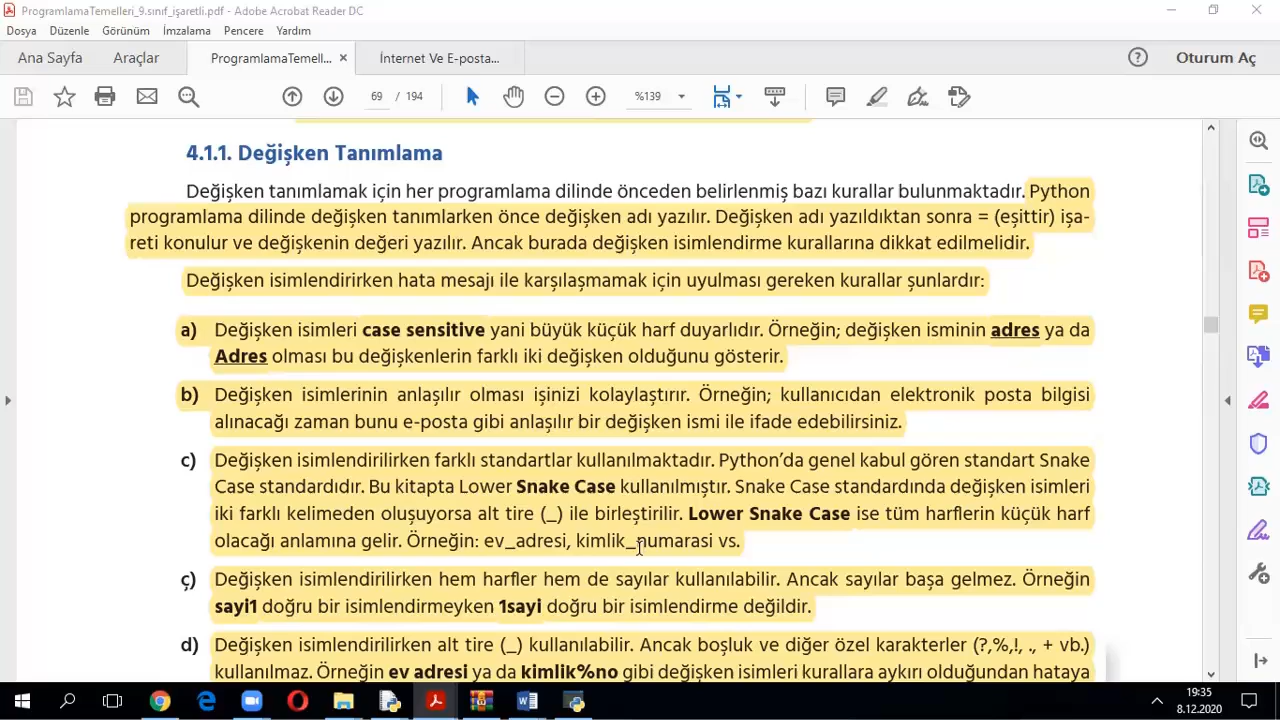 ProgramlamaTemelleri_9.sınıf_işaretli.pdf - Adobe Acrobat Reader DC
Dosya Düzenle Görünüm İmzalama Pencere Yardım
Ana Sayfa Araçlar ProgramlamaTemell... İnternet Ve E-posta... Oturum Aç
69 / 194 %139
4.1.1. Değişken Tanımlama
Değişken tanımlamak için her programlama dilinde önceden belirlenmiş bazı kurallar bulunmaktadır. Python
programlama dilinde değişken tanımlarken önce değişken adı yazılır. Değişken adı yazıldıktan sonra = (eşittir) işa-
reti konulur ve değişkenin değeri yazılır. Ancak burada değişken isimlendirme kurallarına dikkat edilmelidir.
Değişken isimlendirirken hata mesajı ile karşılaşmamak için uyulması gereken kurallar şunlardır:
a) Değişken isimleri case sensitive yani büyük küçük harf duyarlıdır. Örneğin; değişken isminin adres ya da
Adres olması bu değişkenlerin farklı iki değişken olduğunu gösterir.
b) Değişken isimlerinin anlaşılır olması işinizi kolaylaştırır. Örneğin; kullanıcıdan elektronik posta bilgisi
alınacağı zaman bunu e-posta gibi anlaşılır bir değişken ismi ile ifade edebilirsiniz.
c) Değişken isimlendirilirken farklı standartlar kullanılmaktadır. Python’da genel kabul gören standart Snake
Case standardıdır. Bu kitapta Lower Snake Case kullanılmıştır. Snake Case standardında değişken isimleri
iki farklı kelimeden oluşuyorsa alt tire (_) ile birleştirilir. Lower Snake Case ise tüm harflerin küçük harf
olacağı anlamına gelir. Örneğin: ev_adresi, kimlik_numarasi vs.
ç) Değişken isimlendirilirken hem harfler hem de sayılar kullanılabilir. Ancak sayılar başa gelmez. Örneğin
sayi1 doğru bir isimlendirmeyken 1sayi doğru bir isimlendirme değildir.
d) Değişken isimlendirilirken alt tire (_) kullanılabilir. Ancak boşluk ve diğer özel karakterler (?,%,!, ., + vb.)
kullanılmaz. Örneğin ev adresi ya da kimlik%no gibi değişken isimleri kurallara aykırı olduğundan hataya
19:35
8.12.2020